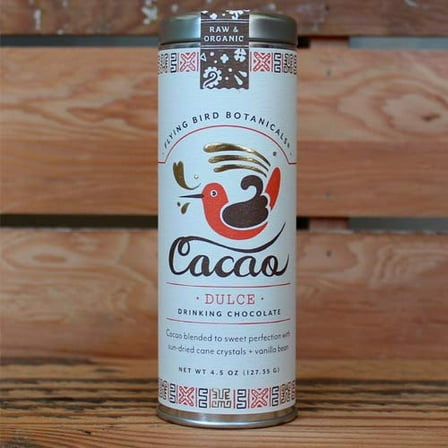 RAW &
ORGANIC
· FLYING BIRD BOTANICALS® ·
Cacao
· DULCE ·
DRINKING CHOCOLATE
Cacao blended to sweet perfection with
sun-dried cane crystals + vanilla bean
NET WT 4.5 OZ (127.35 G)